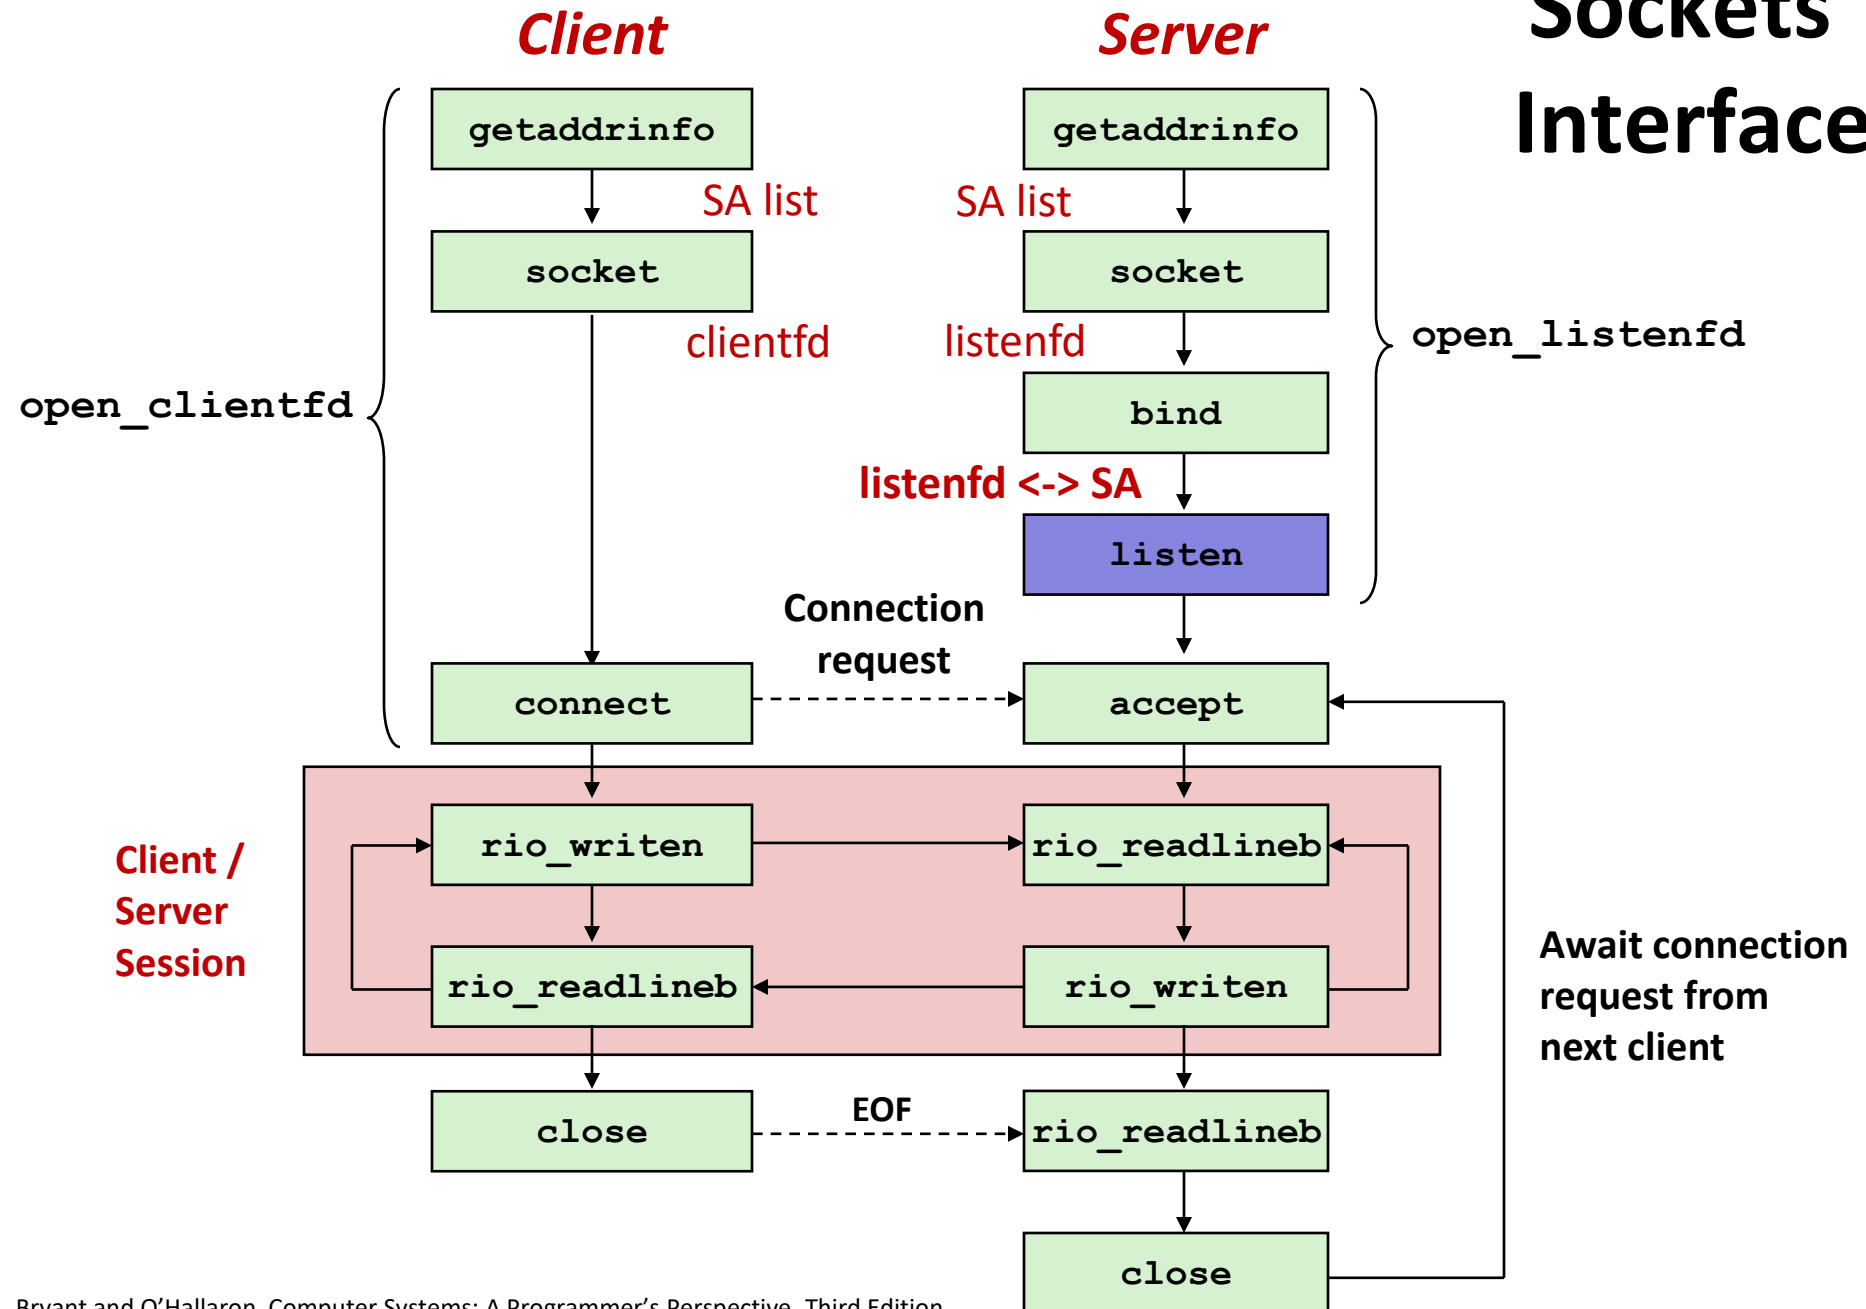 Sockets
Interface
Client
Server
getaddrinfo
getaddrinfo
SA list
SA list
socket
socket
clientfd
listenfd
open_listenfd
open_clientfd
bind
listenfd <-> SA
listen
Connection
request
connect
accept
Client /
Server
Session
rio_writen
rio_readlineb
rio_readlineb
rio_writen
Await connection
request from
next client
close
EOF
rio_readlineb
close
Bryant and O'Hallaron, Computer Systems: A Programmer's Perspective, Third Edition